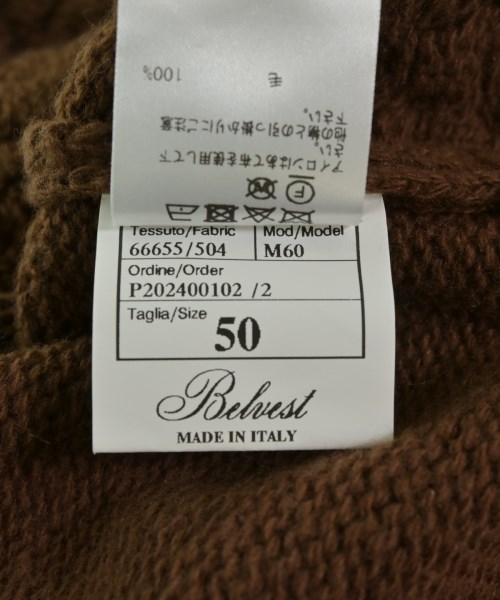 毛 100%
アイロンはあて布を使用して下
さい。
他の物との引っ掛かりにご注意
下さい。
Tessuto/Fabric Mod/Model
66655/504 M60
Ordine/Order
P202400102 /2
Taglia/Size
50
Belvest
MADE IN ITALY